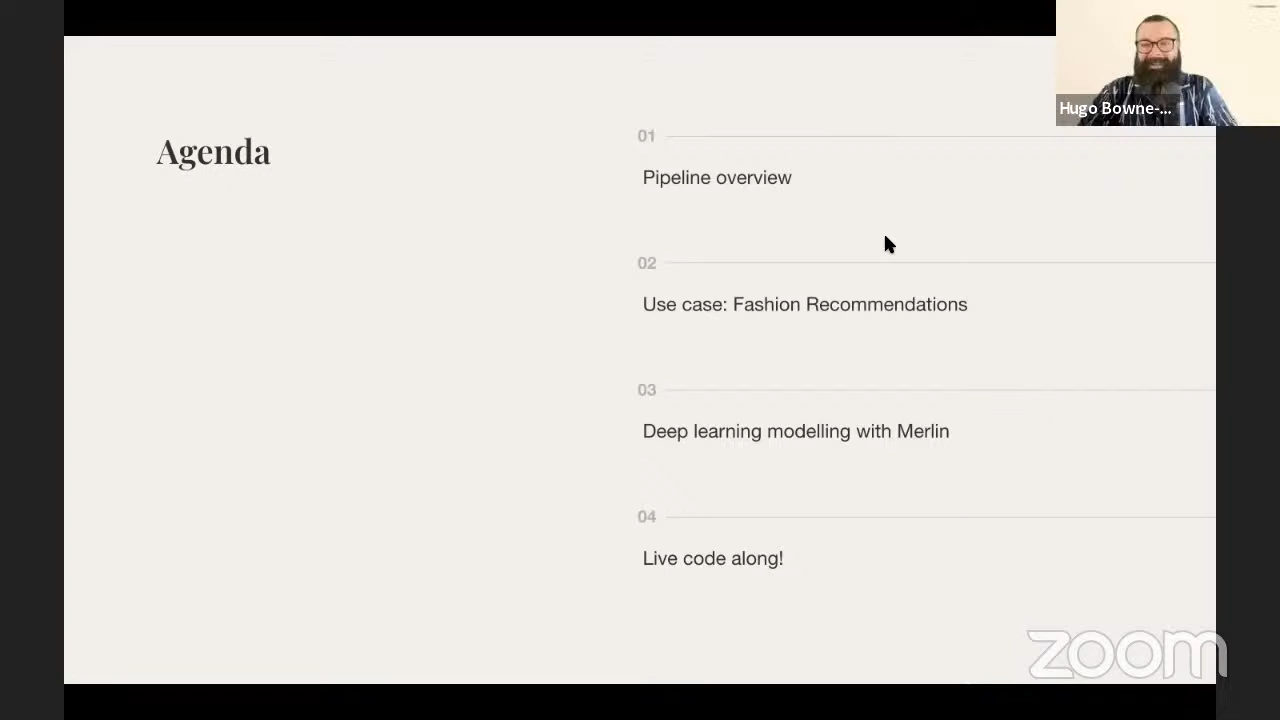 Hugo Bowne-...
Agenda
01
Pipeline overview
02
Use case: Fashion Recommendations
03
Deep learning modelling with Merlin
04
Live code along!
zoom